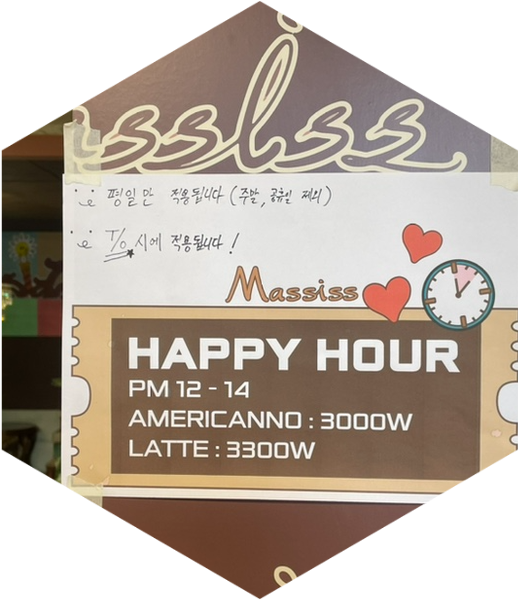 assiss
평일만 적용됩니다 (주말, 공휴일 제외)
T/o 시에 적용됩니다!
Massiss
HAPPY HOUR
PM 12 - 14
AMERICANNO : 3000W
LATTE : 3300W